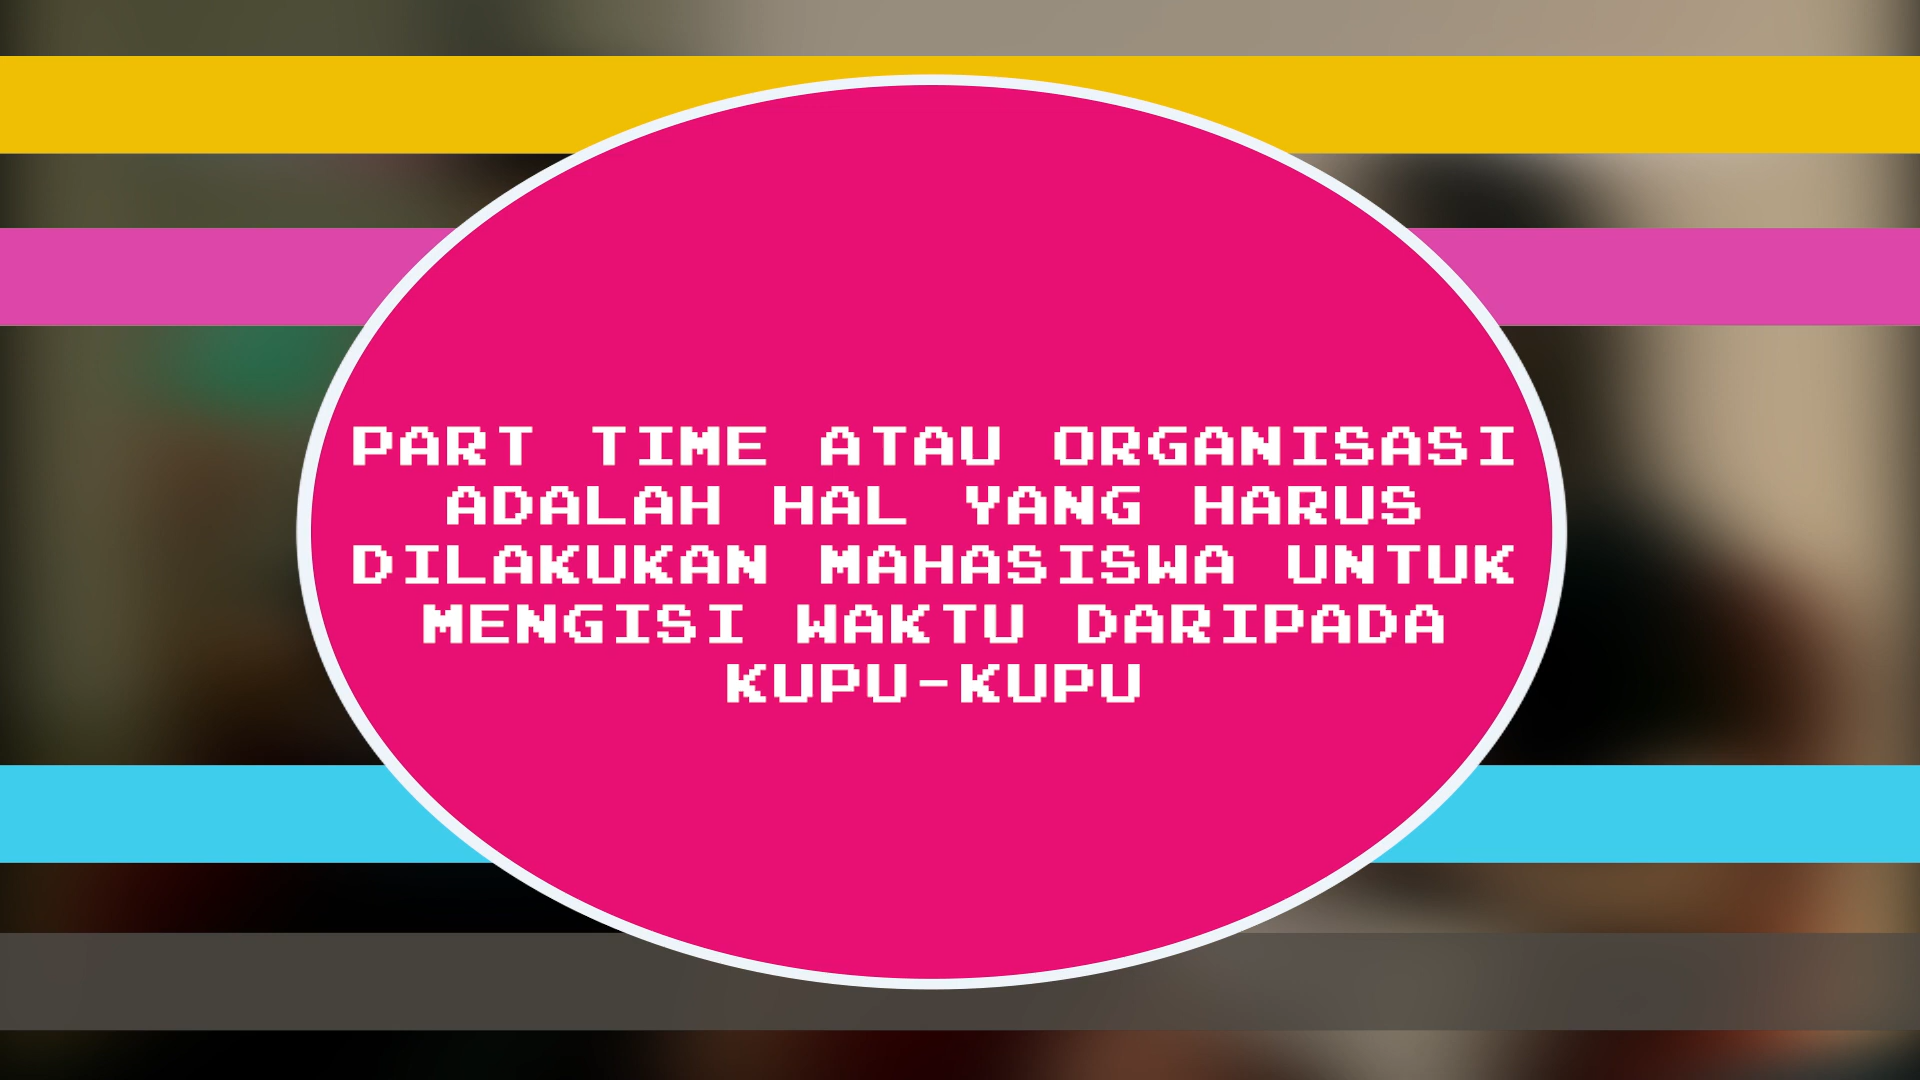 PART TIME ATAU ORGANISASI
ADALAH HAL YANG HARUS
DILAKUKAN MAHASISWA UNTUK
MENGISI WAKTU DARIPADA
KUPU-KUPU